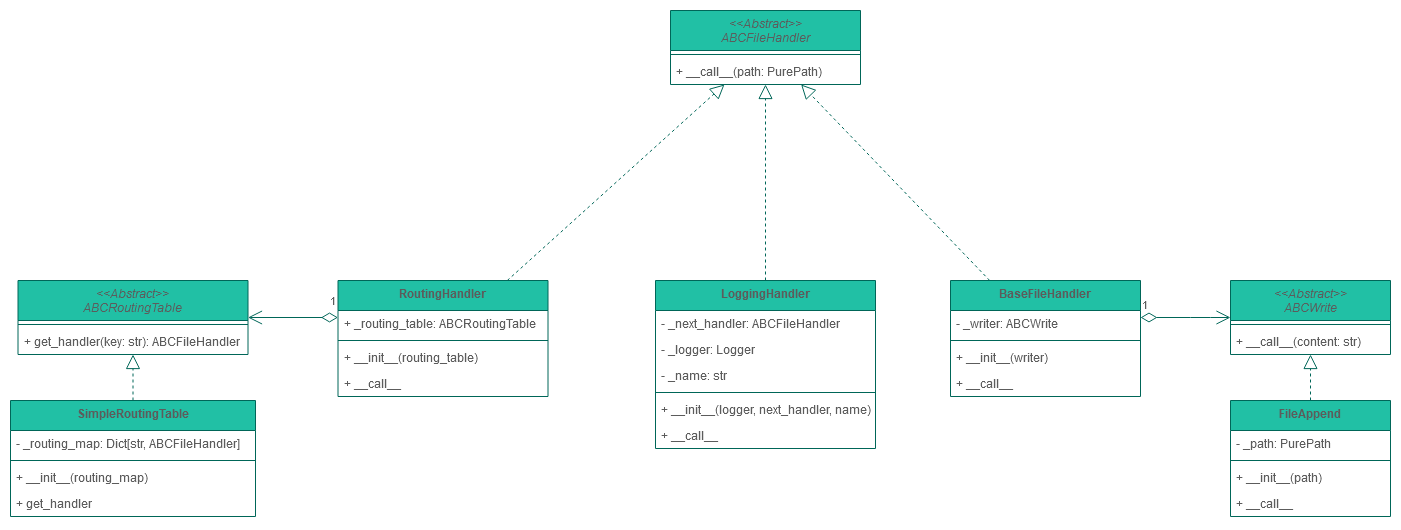 <<Abstract>>
ABCFileHandler
+ __call__(path: PurePath)
<<Abstract>>
ABCRoutingTable
+ get_handler(key: str): ABCFileHandler
1
RoutingHandler
+ _routing_table: ABCRoutingTable
+ __init__(routing_table)
+ __call__
LoggingHandler
- _next_handler: ABCFileHandler
- _logger: Logger
- _name: str
+ __init__(logger, next_handler, name)
+ __call__
BaseFileHandler
- _writer: ABCWrite
+ __init__(writer)
+ __call__
1
<<Abstract>>
ABCWrite
+ __call__(content: str)
SimpleRoutingTable
- _routing_map: Dict[str, ABCFileHandler]
+ __init__(routing_map)
+ get_handler
FileAppend
- _path: PurePath
+ __init__(path)
+ __call__